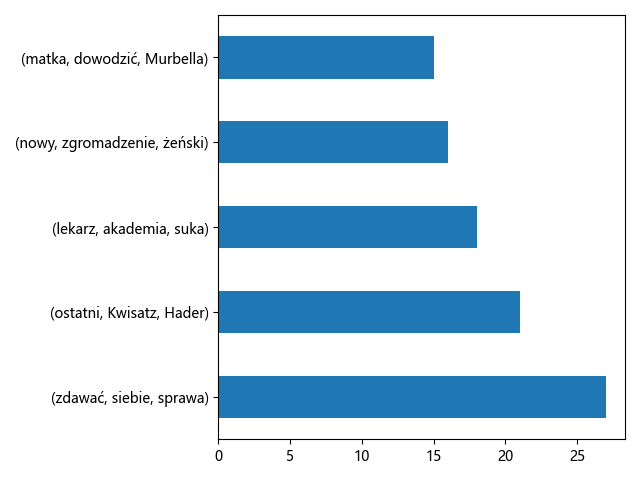 (matka, dowodzić, Murbella)
(nowy, zgromadzenie, żeński)
(lekarz, akademia, suka)
(ostatni, Kwisatz, Hader)
(zdawać, siebie, sprawa)
0 5 10 15 20 25